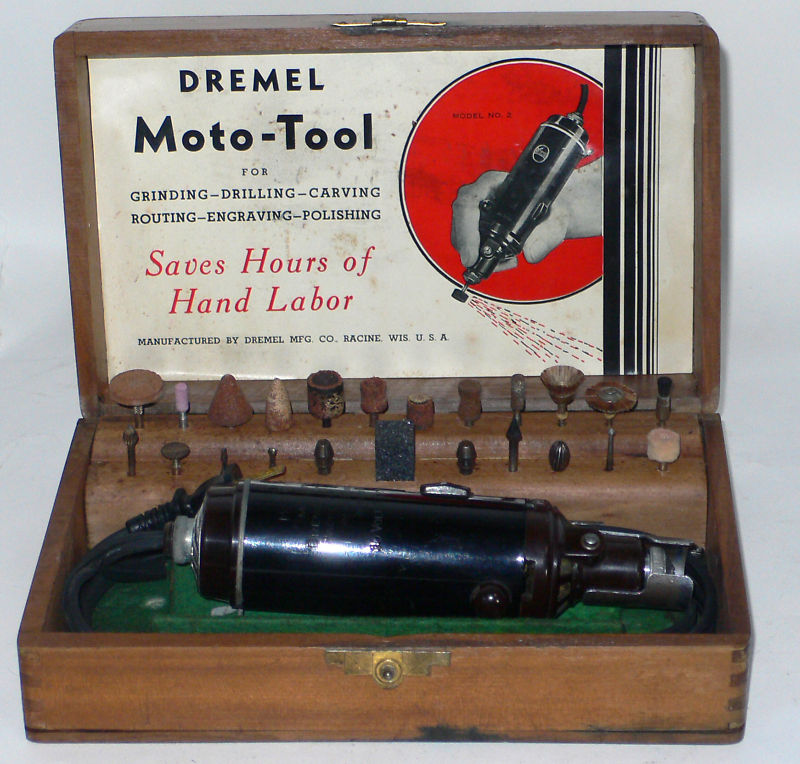 DREMEL
Moto-Tool
FOR
GRINDING—DRILLING—CARVING
ROUTING—ENGRAVING—POLISHING
Saves Hours of
Hand Labor
MANUFACTURED BY DREMEL MFG. CO., RACINE, WIS. U. S. A.
MODEL NO. 2